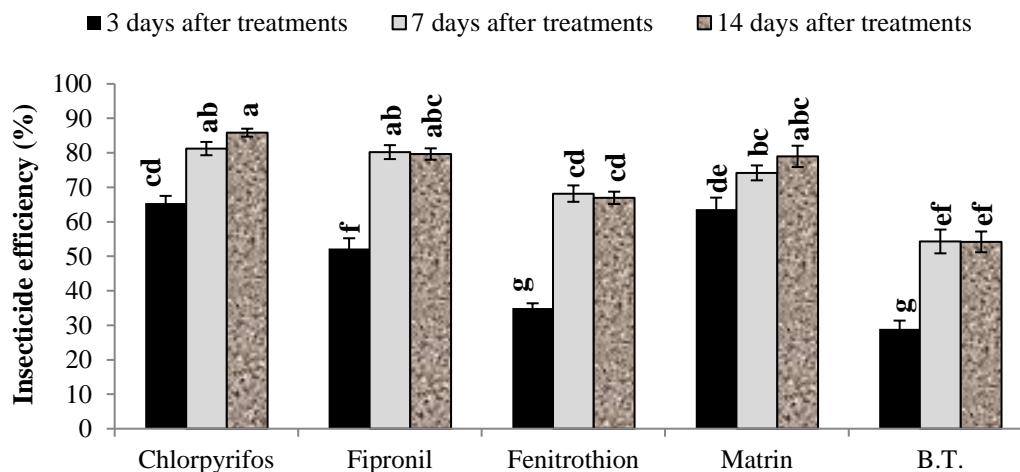 3 days after treatments 7 days after treatments 14 days after treatments
Insecticide efficiency (%)
100
90
80
70
60
50
40
30
20
10
0
cd ab a
f ab abc
g cd cd
de bc abc
g ef ef
Chlorpyrifos Fipronil Fenitrothion Matrin B.T.